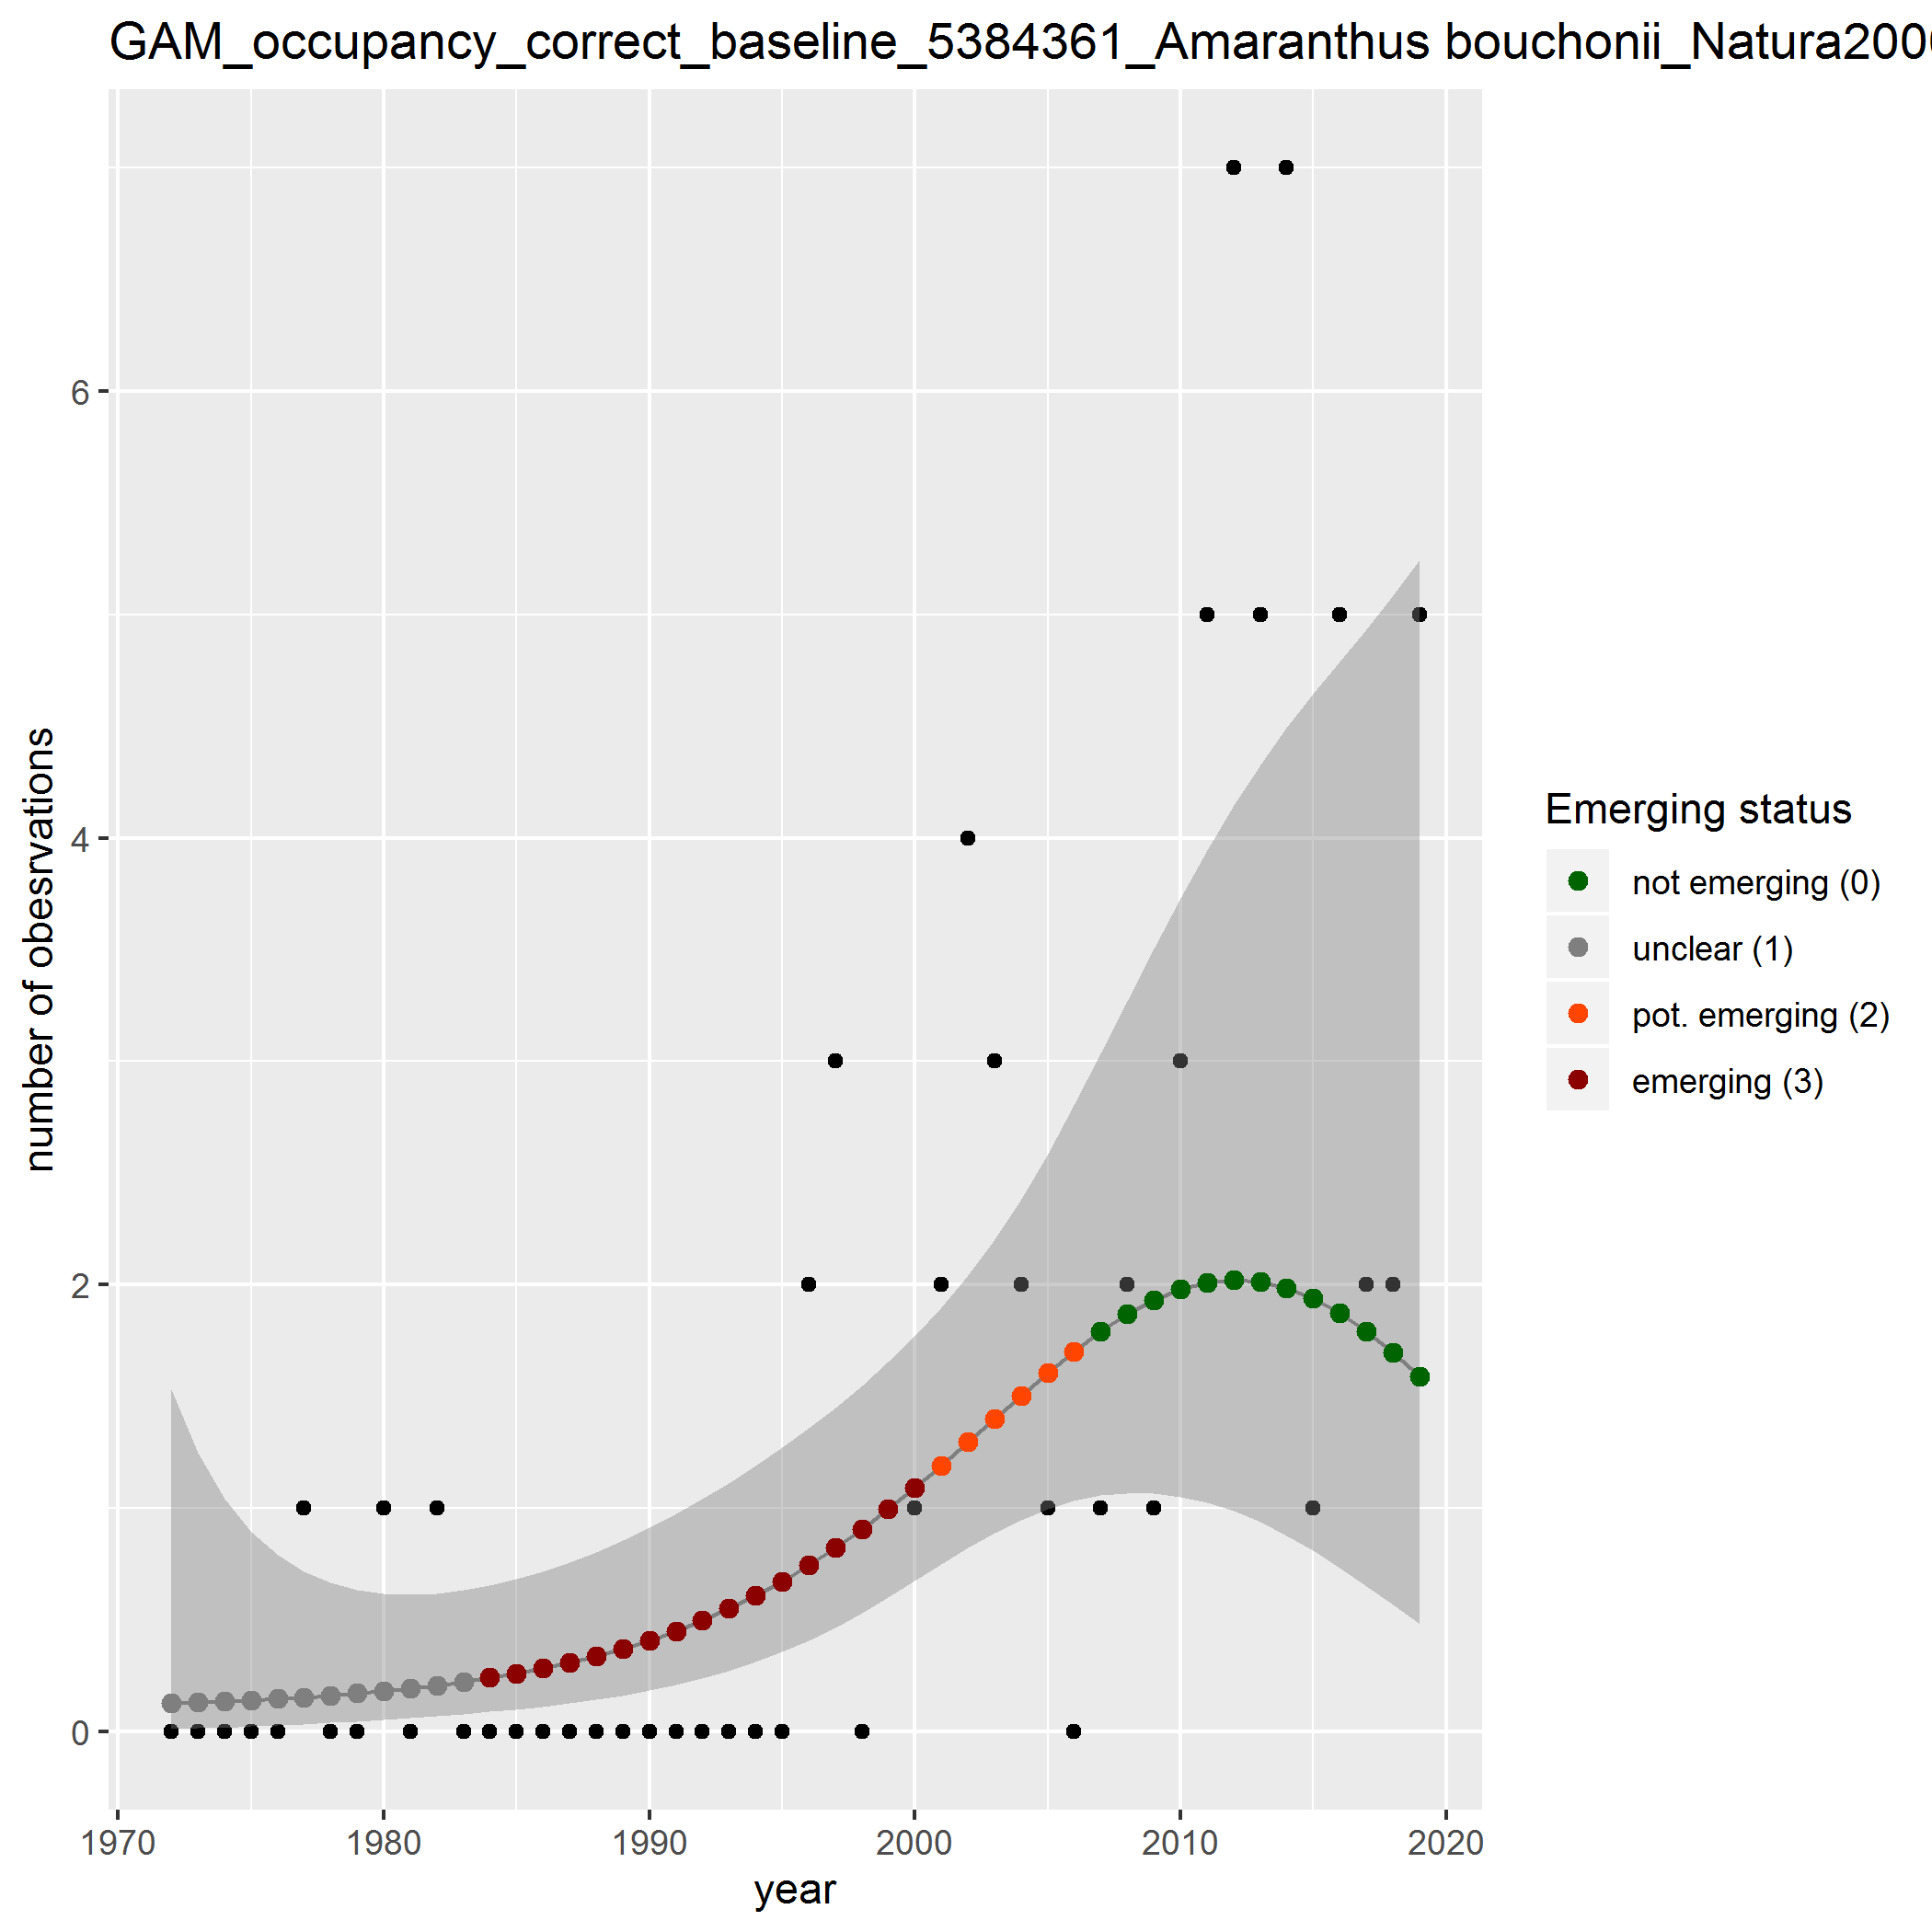 GAM_occupancy_correct_baseline_5384361_Amaranthus bouchonii_Natura200
number of obesrvations
6
4
2
0
1970 1980 1990 2000 2010 2020
year
Emerging status
not emerging (0)
unclear (1)
pot. emerging (2)
emerging (3)